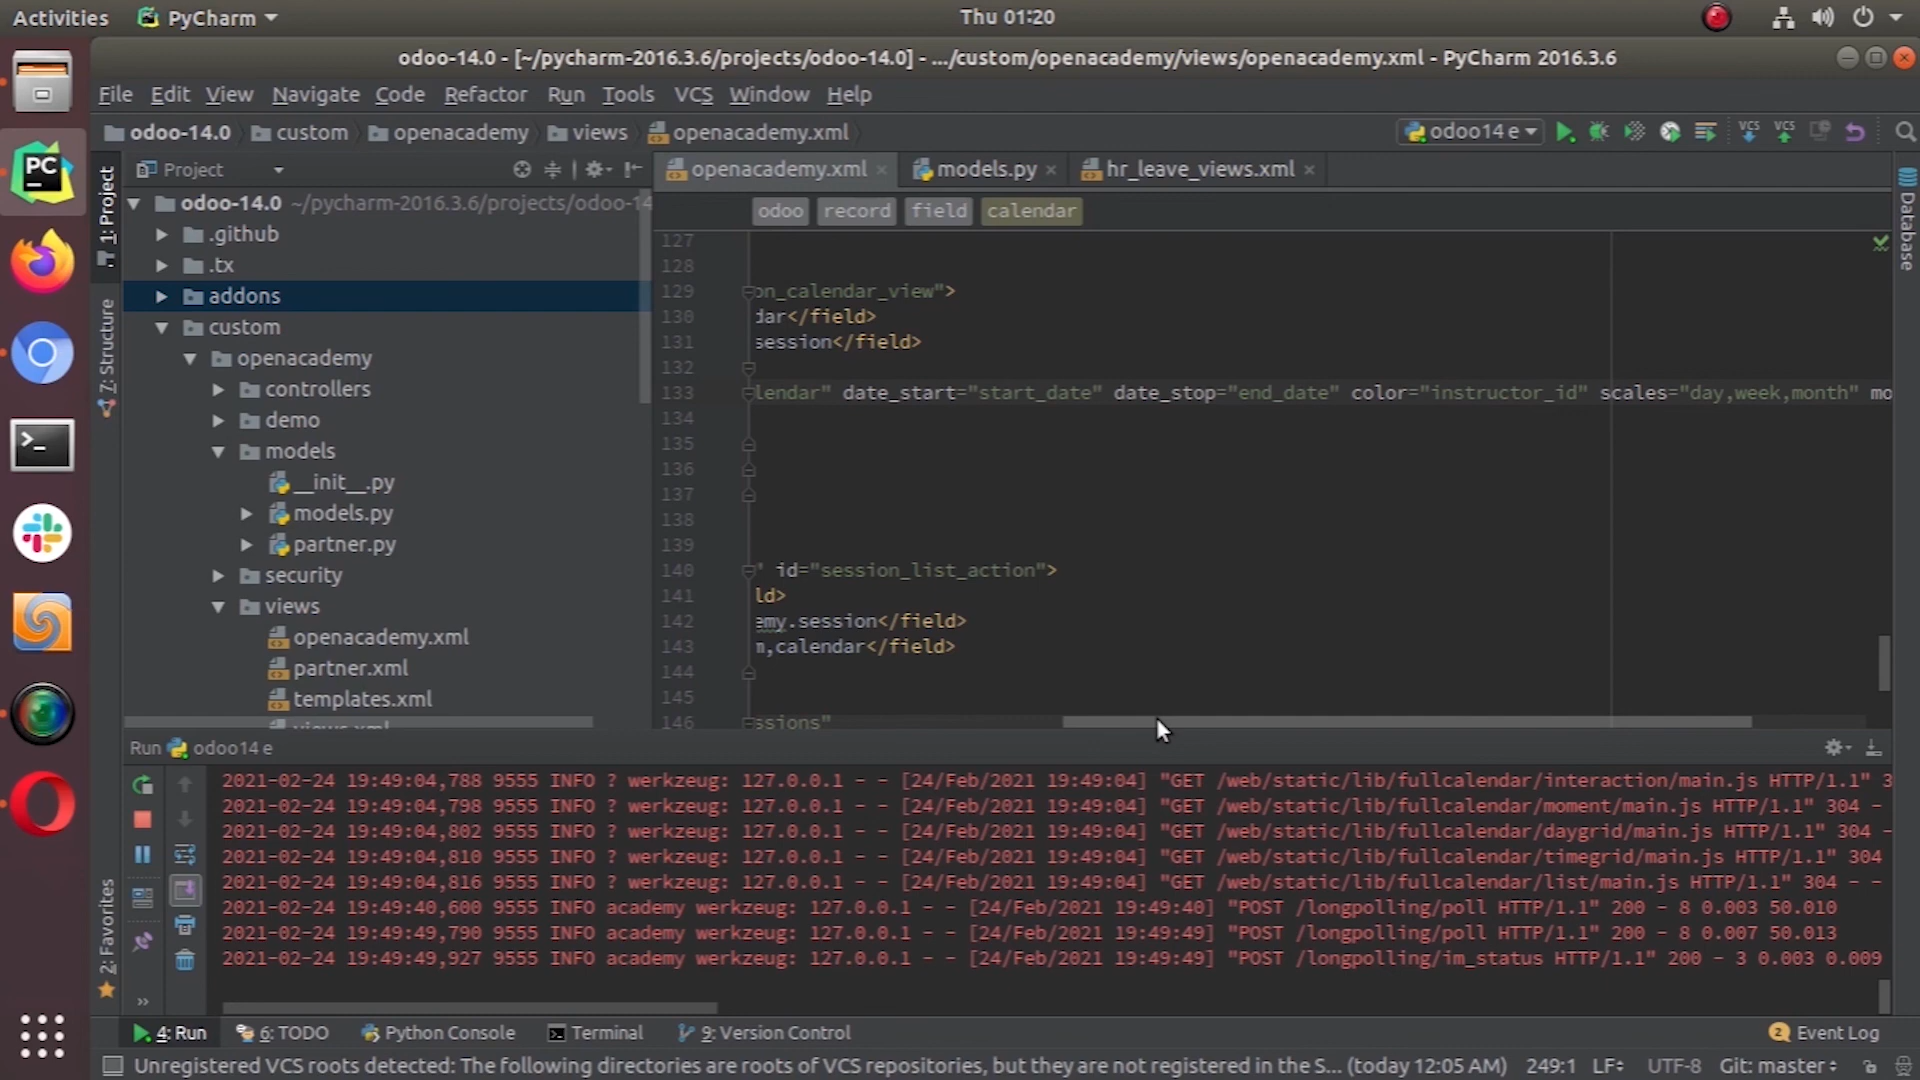 Activities PyCharm Thu 01:20
odoo-14.0 - [~/pycharm-2016.3.6/projects/odoo-14.0] - .../custom/openacademy/views/openacademy.xml - PyCharm 2016.3.6
File Edit View Navigate Code Refactor Run Tools VCS Window Help
odoo-14.0 custom openacademy views openacademy.xml odoo14 e VCS VCS
Project openacademy.xml models.py hr_leave_views.xml
1: Project
7: Structure
2: Favorites
Database
odoo-14.0 ~/pycharm-2016.3.6/projects/odoo-14
.github
.tx
addons
custom
openacademy
controllers
demo
models
__init__.py
models.py
partner.py
security
views
openacademy.xml
partner.xml
templates.xml
views.xml
odoo record field calendar
127
128
129 on_calendar_view">
130 dar</field>
131 session</field>
132
133 lendar" date_start="start_date" date_stop="end_date" color="instructor_id" scales="day,week,month" mo
134
135
136
137
138
139
140 " id="session_list_action">
141 ld>
142 emy.session</field>
143 m,calendar</field>
144
145
146 ssions"
Run odoo14 e
2021-02-24 19:49:04,788 9555 INFO ? werkzeug: 127.0.0.1 - - [24/Feb/2021 19:49:04] "GET /web/static/lib/fullcalendar/interaction/main.js HTTP/1.1" 3
2021-02-24 19:49:04,798 9555 INFO ? werkzeug: 127.0.0.1 - - [24/Feb/2021 19:49:04] "GET /web/static/lib/fullcalendar/moment/main.js HTTP/1.1" 304 -
2021-02-24 19:49:04,802 9555 INFO ? werkzeug: 127.0.0.1 - - [24/Feb/2021 19:49:04] "GET /web/static/lib/fullcalendar/daygrid/main.js HTTP/1.1" 304 -
2021-02-24 19:49:04,810 9555 INFO ? werkzeug: 127.0.0.1 - - [24/Feb/2021 19:49:04] "GET /web/static/lib/fullcalendar/timegrid/main.js HTTP/1.1" 304
2021-02-24 19:49:04,816 9555 INFO ? werkzeug: 127.0.0.1 - - [24/Feb/2021 19:49:04] "GET /web/static/lib/fullcalendar/list/main.js HTTP/1.1" 304 - -
2021-02-24 19:49:40,600 9555 INFO academy werkzeug: 127.0.0.1 - - [24/Feb/2021 19:49:40] "POST /longpolling/poll HTTP/1.1" 200 - 8 0.003 50.010
2021-02-24 19:49:49,790 9555 INFO academy werkzeug: 127.0.0.1 - - [24/Feb/2021 19:49:49] "POST /longpolling/poll HTTP/1.1" 200 - 8 0.007 50.013
2021-02-24 19:49:49,927 9555 INFO academy werkzeug: 127.0.0.1 - - [24/Feb/2021 19:49:49] "POST /longpolling/im_status HTTP/1.1" 200 - 3 0.003 0.009
4: Run 6: TODO Python Console Terminal 9: Version Control 2 Event Log
Unregistered VCS roots detected: The following directories are roots of VCS repositories, but they are not registered in the S... (today 12:05 AM) 249:1 LF UTF-8 Git: master